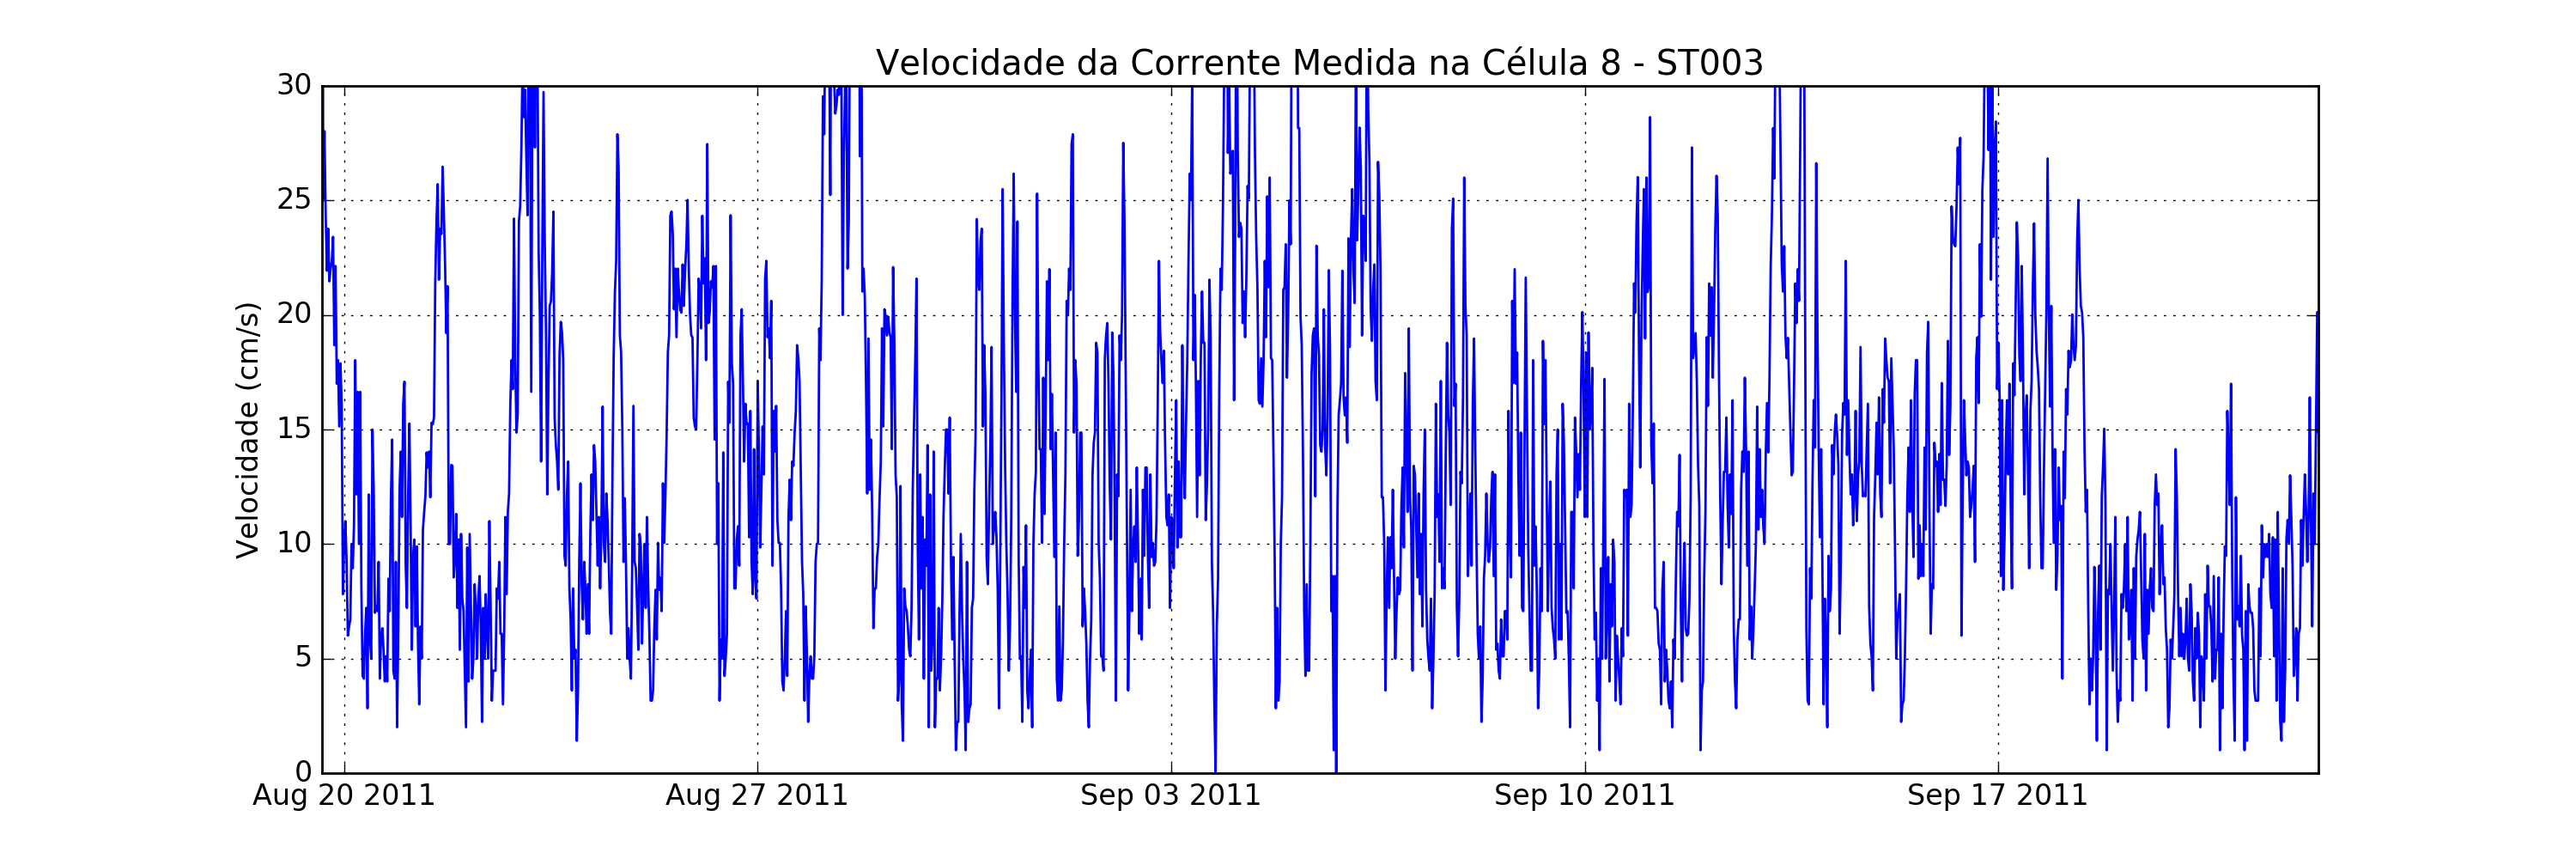 Velocidade da Corrente Medida na Célula 8 - ST003
Velocidade (cm/s)
30
25
20
15
10
5
0
Aug 20 2011
Aug 27 2011
Sep 03 2011
Sep 10 2011
Sep 17 2011